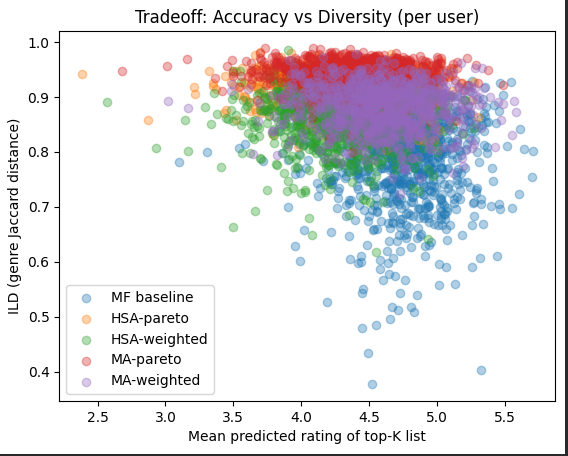 Tradeoff: Accuracy vs Diversity (per user)
ILD (genre Jaccard distance)
1.0
0.9
0.8
0.7
0.6
0.5
0.4
MF baseline
HSA-pareto
HSA-weighted
MA-pareto
MA-weighted
2.5 3.0 3.5 4.0 4.5 5.0 5.5
Mean predicted rating of top-K list